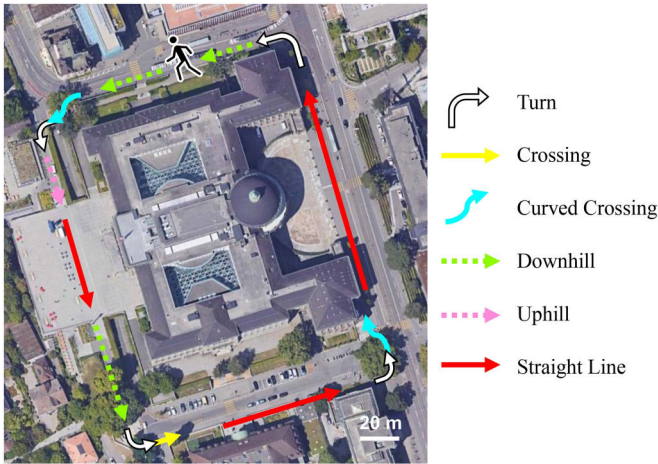 Turn
Crossing
Curved Crossing
Downhill
Uphill
Straight Line
20 m